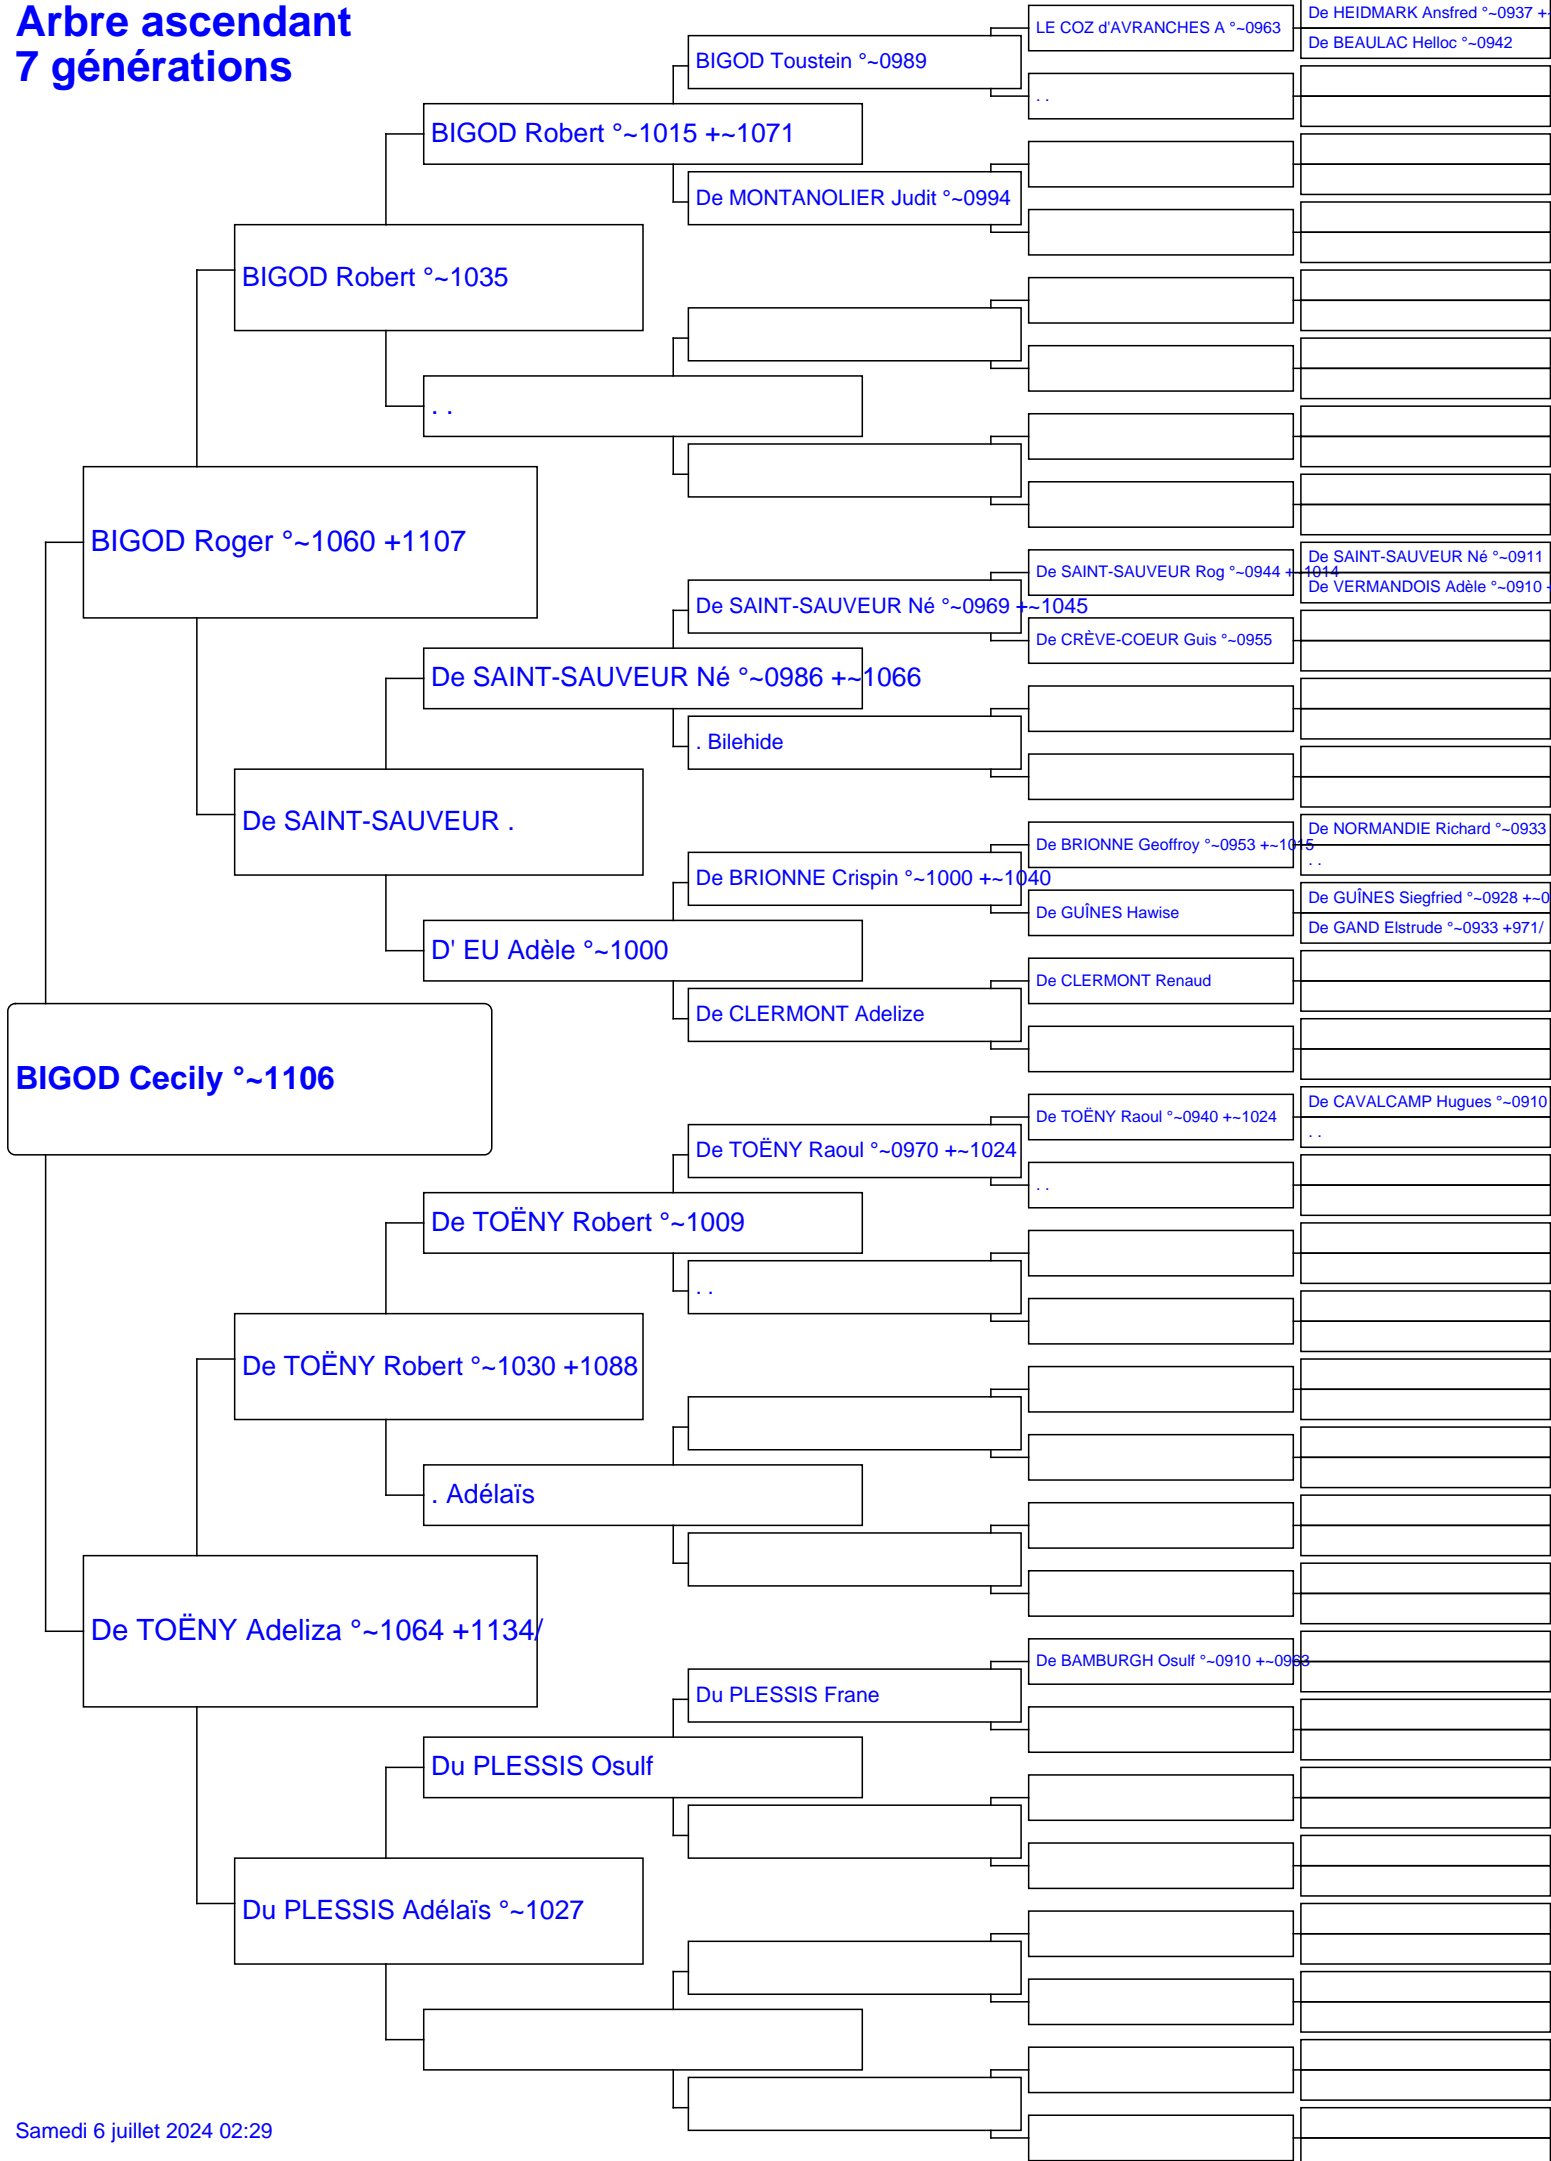 Arbre ascendant
7 générations
BIGOD Cecily °~1106
BIGOD Roger °~1060 +1107
De TOËNY Adeliza °~1064 +1134/
BIGOD Robert °~1035
De SAINT-SAUVEUR .
De TOËNY Robert °~1030 +1088
Du PLESSIS Adélaïs °~1027
BIGOD Robert °~1015 +~1071
. .
De SAINT-SAUVEUR Né °~0986 +~1066
D' EU Adèle °~1000
De TOËNY Robert °~1009
. Adélaïs
Du PLESSIS Osulf
BIGOD Toustein °~0989
De MONTANOLIER Judit °~0994
De SAINT-SAUVEUR Né °~0969 +~1045
. Bilehide
De BRIONNE Crispin °~1000 +~1040
De CLERMONT Adelize
De TOËNY Raoul °~0970 +~1024
. .
Du PLESSIS Frane
LE COZ d'AVRANCHES A °~0963
. .
De SAINT-SAUVEUR Rog °~0944 +~1014
De CRÈVE-COEUR Guis °~0955
De BRIONNE Geoffroy °~0953 +~1015
De GUÎNES Hawise
De CLERMONT Renaud
De TOËNY Raoul °~0940 +~1024
. .
De BAMBURGH Osulf °~0910 +~0963
De HEIDMARK Ansfred °~0937 +~
De BEAULAC Helloc °~0942
De SAINT-SAUVEUR Né °~0911
De VERMANDOIS Adèle °~0910 +
De NORMANDIE Richard °~0933
. .
De GUÎNES Siegfried °~0928 +~0
De GAND Elstrude °~0933 +971/
De CAVALCAMP Hugues °~0910
. .
Samedi 6 juillet 2024 02:29